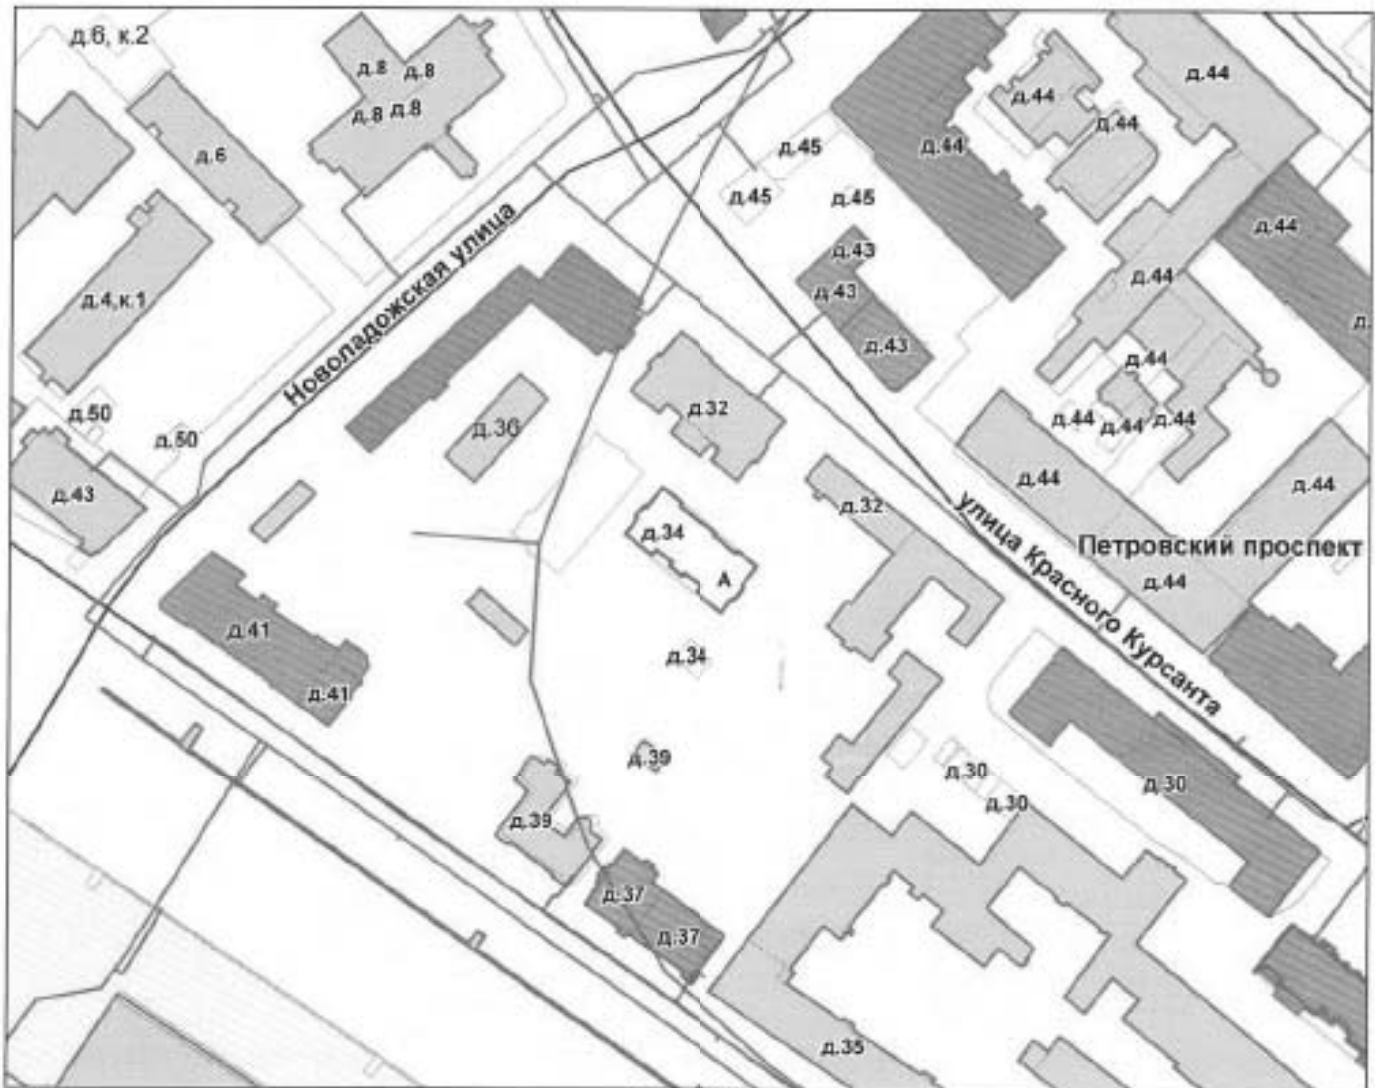 д.6, к.2
д.8
д.8
д.8
д.8
д.6
д.44
д.44
д.44
д.44
д.45
д.45
д.45
д.44
д.43
д.43
д.43
д.44
д.4, к.1
Новоладожская улица
д.50
д.50
д.43
д.36
д.32
д.44
д.44
д.44
д.44
д.44
д.44
д.32
улица Красного Курсанта
Петровский проспект
д.44
д.34
А
д.34
д.41
д.41
д.39
д.39
д.30
д.30
д.30
д.37
д.37
д.35